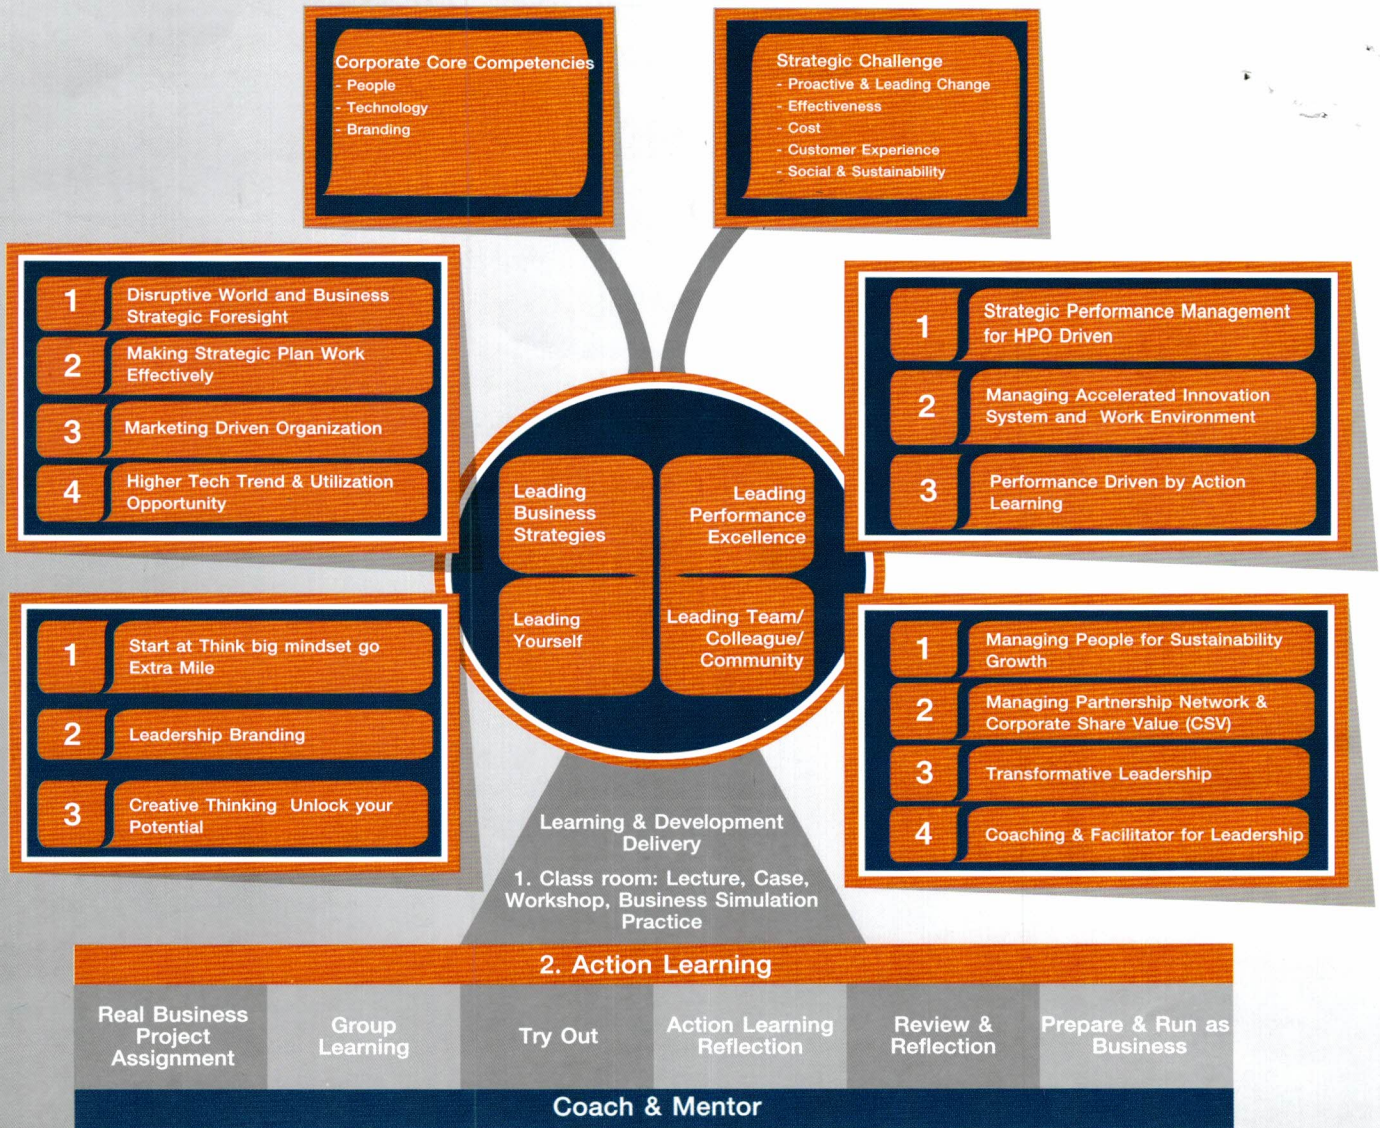 Corporate Core Competencies
- People
- Technology
- Branding
Strategic Challenge
- Proactive & Leading Change
- Effectiveness
- Cost
- Customer Experience
- Social & Sustainability
1
Disruptive World and Business
Strategic Foresight
2
Making Strategic Plan Work
Effectively
3
Marketing Driven Organization
4
Higher Tech Trend & Utilization
Opportunity
1
Strategic Performance Management
for HPO Driven
2
Managing Accelerated Innovation
System and Work Environment
3
Performance Driven by Action
Learning
Leading
Business
Strategies
Leading
Performance
Excellence
Leading
Yourself
Leading Team/
Colleague/
Community
1
Start at Think big mindset go
Extra Mile
2
Leadership Branding
3
Creative Thinking Unlock your
Potential
1
Managing People for Sustainability
Growth
2
Managing Partnership Network &
Corporate Share Value (CSV)
3
Transformative Leadership
4
Coaching & Facilitator for Leadership
Learning & Development
Delivery
1. Class room: Lecture, Case,
Workshop, Business Simulation
Practice
2. Action Learning
Real Business
Project
Assignment
Group
Learning
Try Out
Action Learning
Reflection
Review &
Reflection
Prepare & Run as
Business
Coach & Mentor